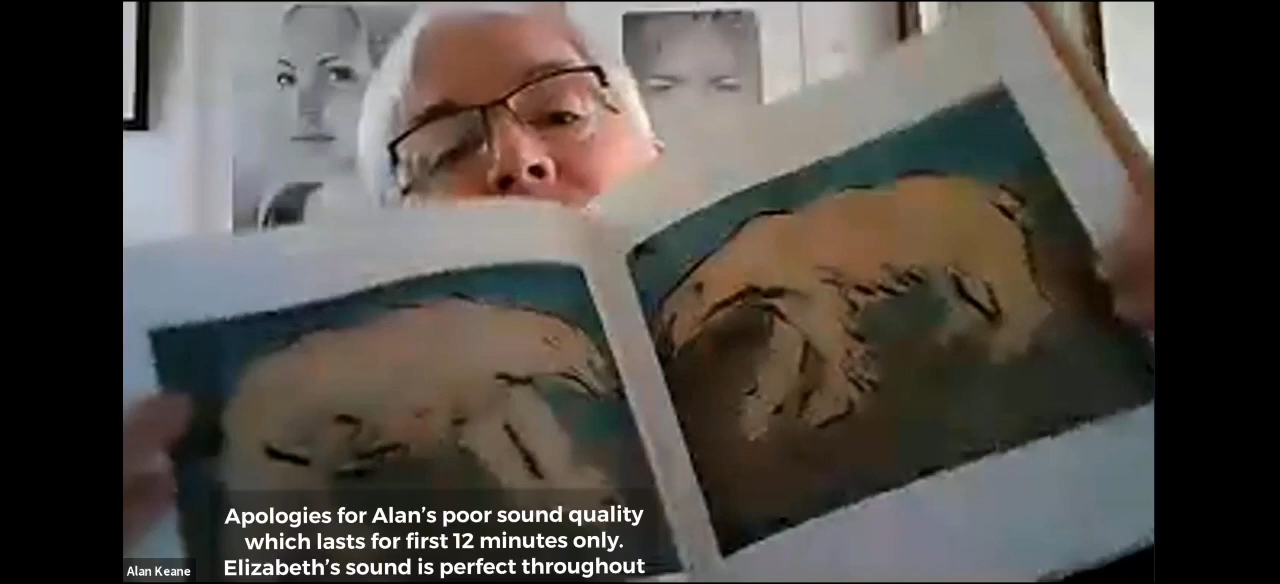 Apologies for Alan's poor sound quality
which lasts for first 12 minutes only.
Elizabeth's sound is perfect throughout
Alan Keane